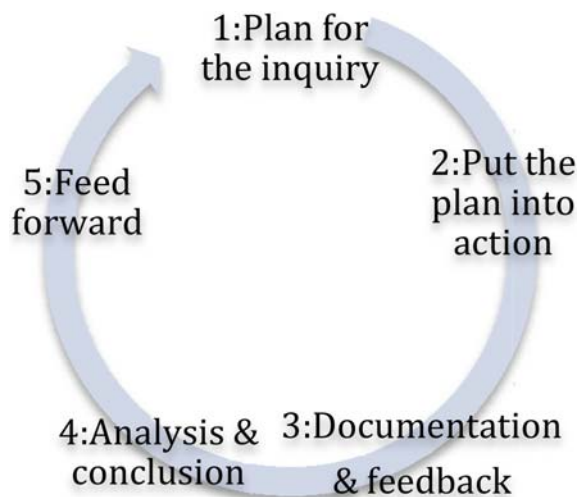 1:Plan for
the inquiry
2:Put the
plan into
action
3:Documentation
& feedback
4:Analysis &
conclusion
5:Feed
forward